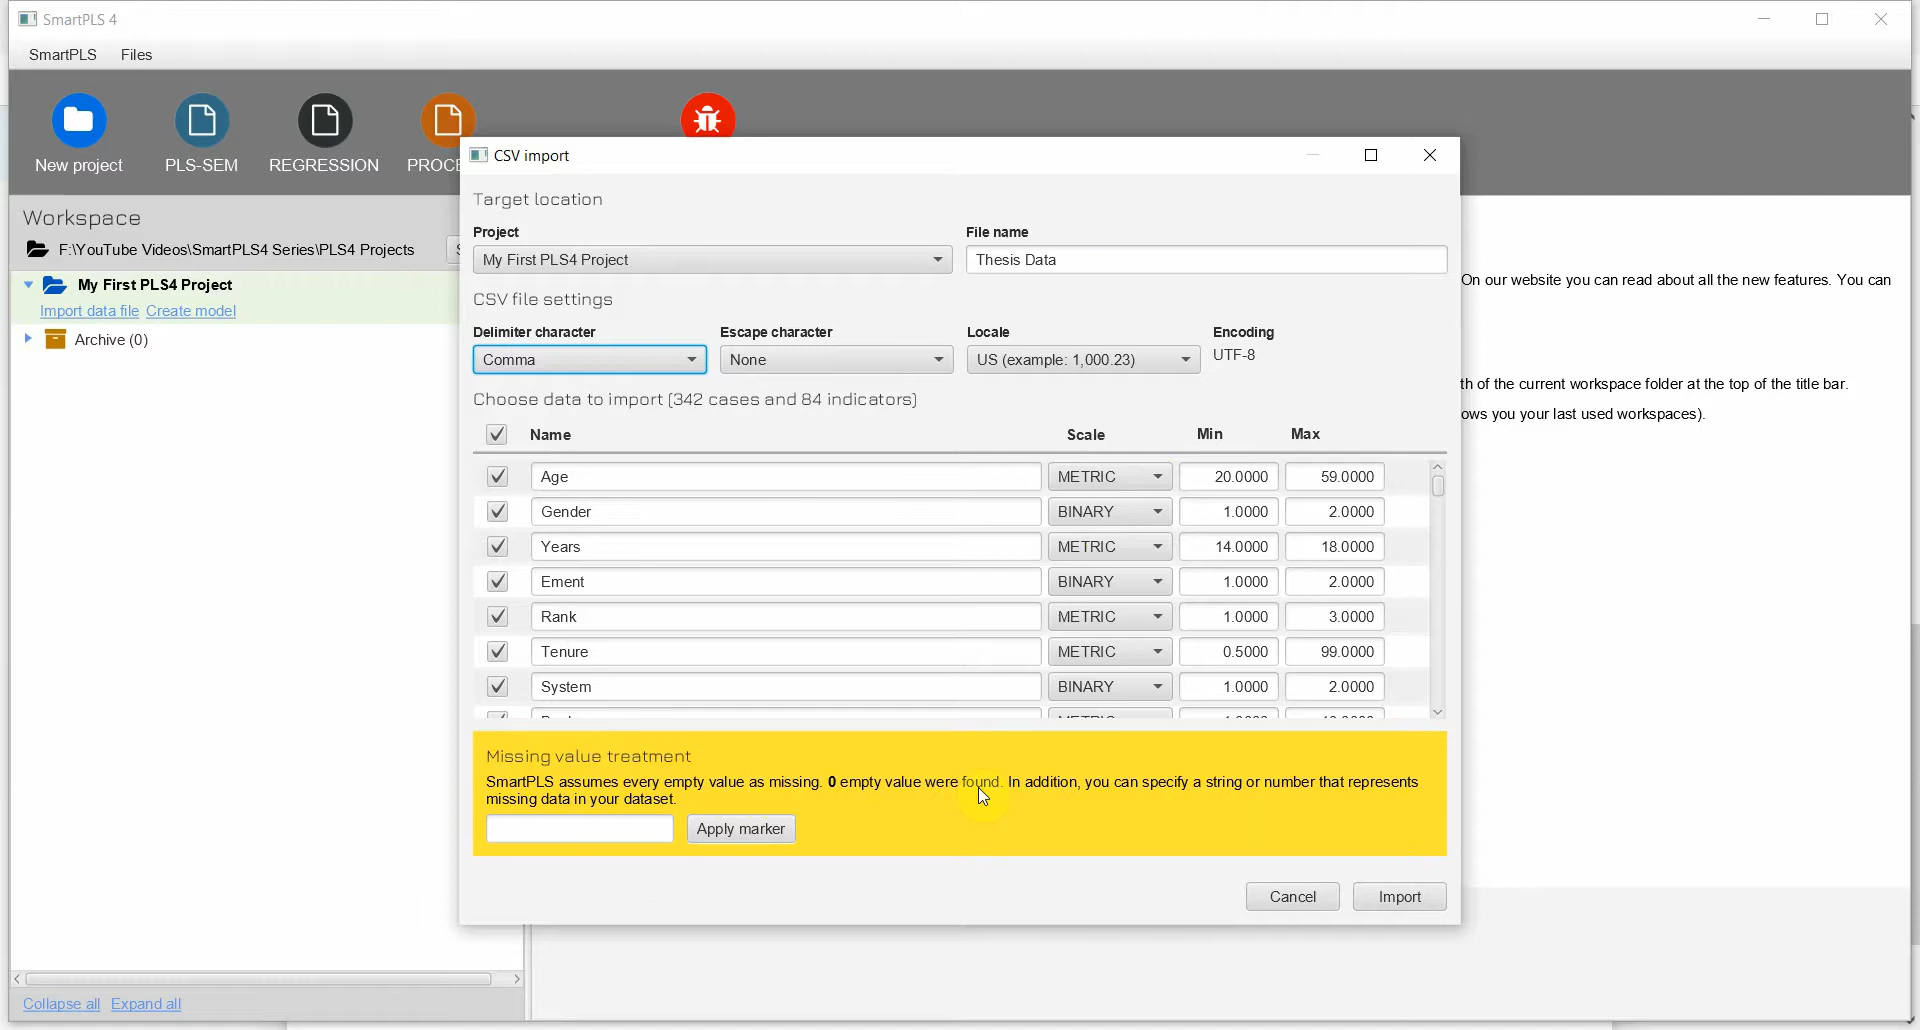 SmartPLS 4
SmartPLS Files
New project PLS-SEM REGRESSION
CSV import
Workspace
F:\YouTube Videos\SmartPLS4 Series\PLS4 Projects
My First PLS4 Project
Import data file Create model
Archive (0)
Target location
Project File name
My First PLS4 Project Thesis Data
CSV file settings
Delimiter character Escape character Locale Encoding
Comma None US (example: 1,000.23) UTF-8
Choose data to import (342 cases and 84 indicators)
Name Scale Min Max
Age METRIC 20.0000 59.0000
Gender BINARY 1.0000 2.0000
Years METRIC 14.0000 18.0000
Ement BINARY 1.0000 2.0000
Rank METRIC 1.0000 3.0000
Tenure METRIC 0.5000 99.0000
System BINARY 1.0000 2.0000
Missing value treatment
SmartPLS assumes every empty value as missing. 0 empty value were found. In addition, you can specify a string or number that represents
missing data in your dataset.
Apply marker
Cancel Import
On our website you can read about all the new features. You can
of the current workspace folder at the top of the title bar.
you your last used workspaces).
Collapse all Expand all